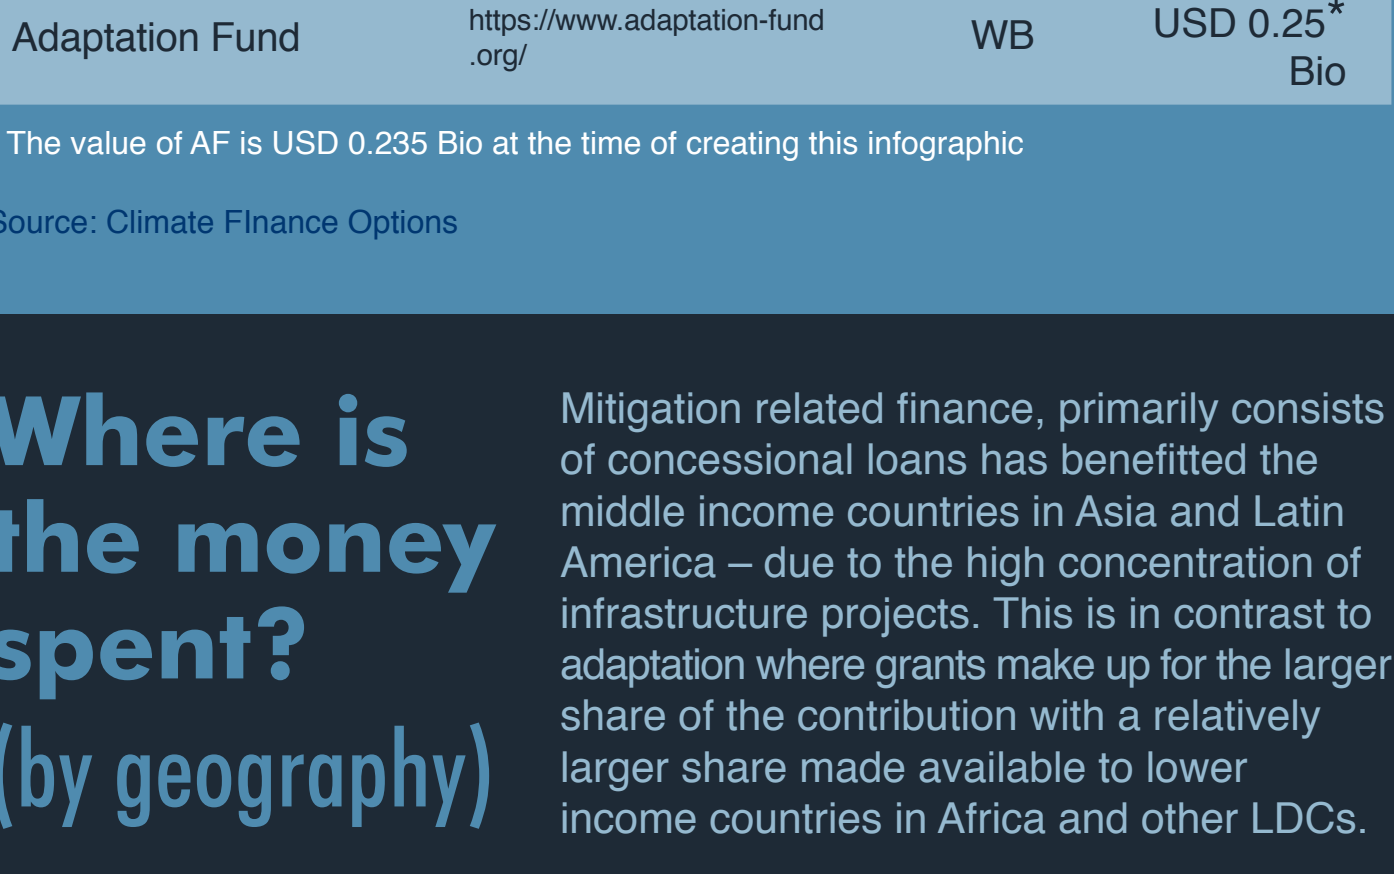 Adaptation Fund
https://www.adaptation-fund
.org/
WB
USD 0.25*
Bio
The value of AF is USD 0.235 Bio at the time of creating this infographic
Source: Climate FInance Options
Where is
the money
spent?
(by geography)
Mitigation related finance, primarily consists
of concessional loans has benefitted the
middle income countries in Asia and Latin
America – due to the high concentration of
infrastructure projects. This is in contrast to
adaptation where grants make up for the larger
share of the contribution with a relatively
larger share made available to lower
income countries in Africa and other LDCs.